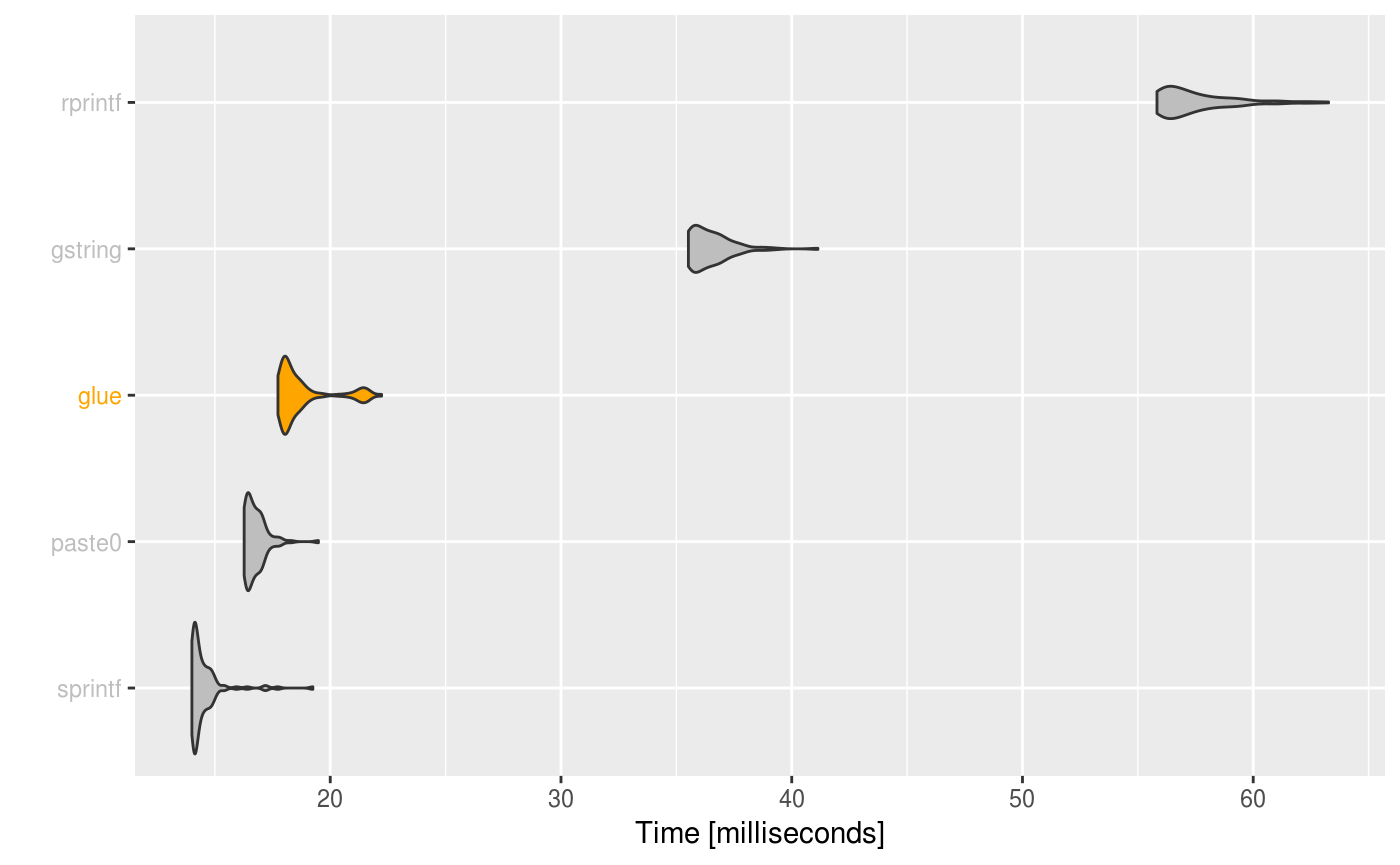 rprintf
gstring
glue
paste0
sprintf
20 30 40 50 60
Time [milliseconds]